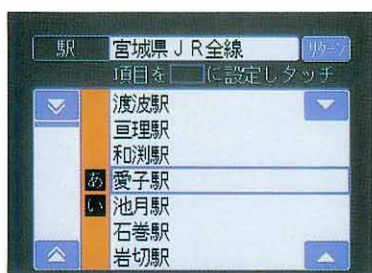 駅 宮城県JR全線 リターン
項目を に設定しタッチ
渡波駅
亘理駅
和渕駅
あ 愛子駅
い 池月駅
石巻駅
岩切駅